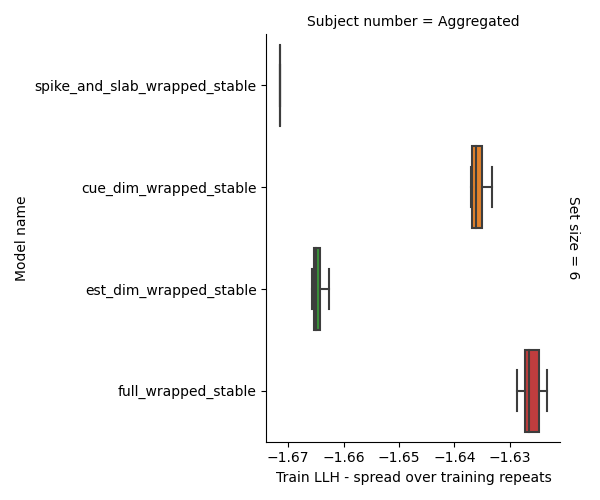 Subject number = Aggregated
spike_and_slab_wrapped_stable
cue_dim_wrapped_stable
est_dim_wrapped_stable
full_wrapped_stable
Model name
Set size = 6
−1.67 −1.66 −1.65 −1.64 −1.63
Train LLH - spread over training repeats